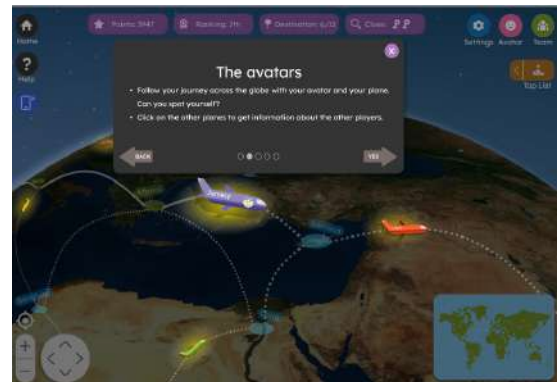 Home
Points: 5947
Ranking: 7th
Destination: 6/12
Clues:
Settings
Avatar
Team
Help
Top List
X
The avatars
• Follow your journey across the globe with your avatar and your plane.
Can you spot yourself?
• Click on the other planes to get information about the other players.
BACK
YES